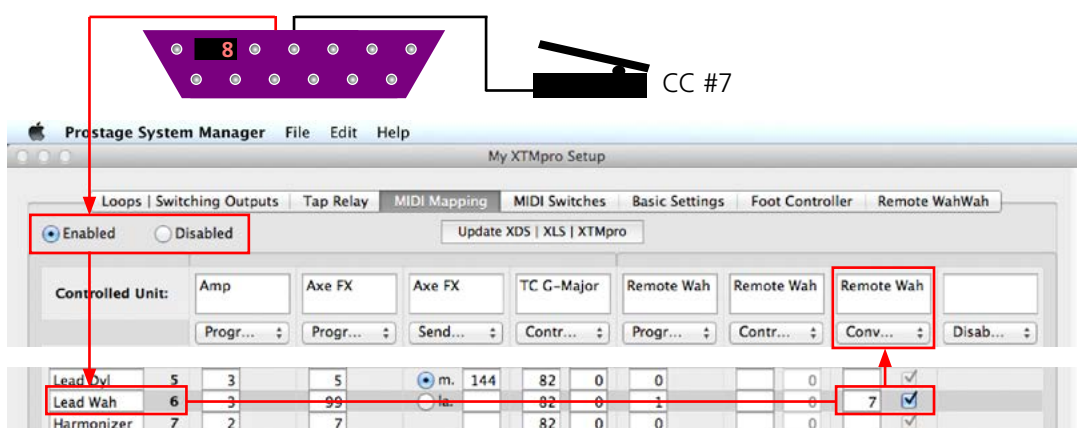 8
CC #7
Prostage System Manager File Edit Help
My XTMpro Setup
Loops | Switching Outputs Tap Relay MIDI Mapping MIDI Switches Basic Settings Foot Controller Remote WahWah
Enabled Disabled Update XDS | XLS | XTMpro
Controlled Unit: Amp Axe FX Axe FX TC G-Major Remote Wah Remote Wah Remote Wah
Progr... Progr... Send... Contr... Progr... Contr... Conv... Disab...
Lead Dyl 5 3 5 m. 144 82 0 0 0
Lead Wah 6 3 99 la. 82 0 1 0 7
Harmonizer 7 2 7 82 0 0 0